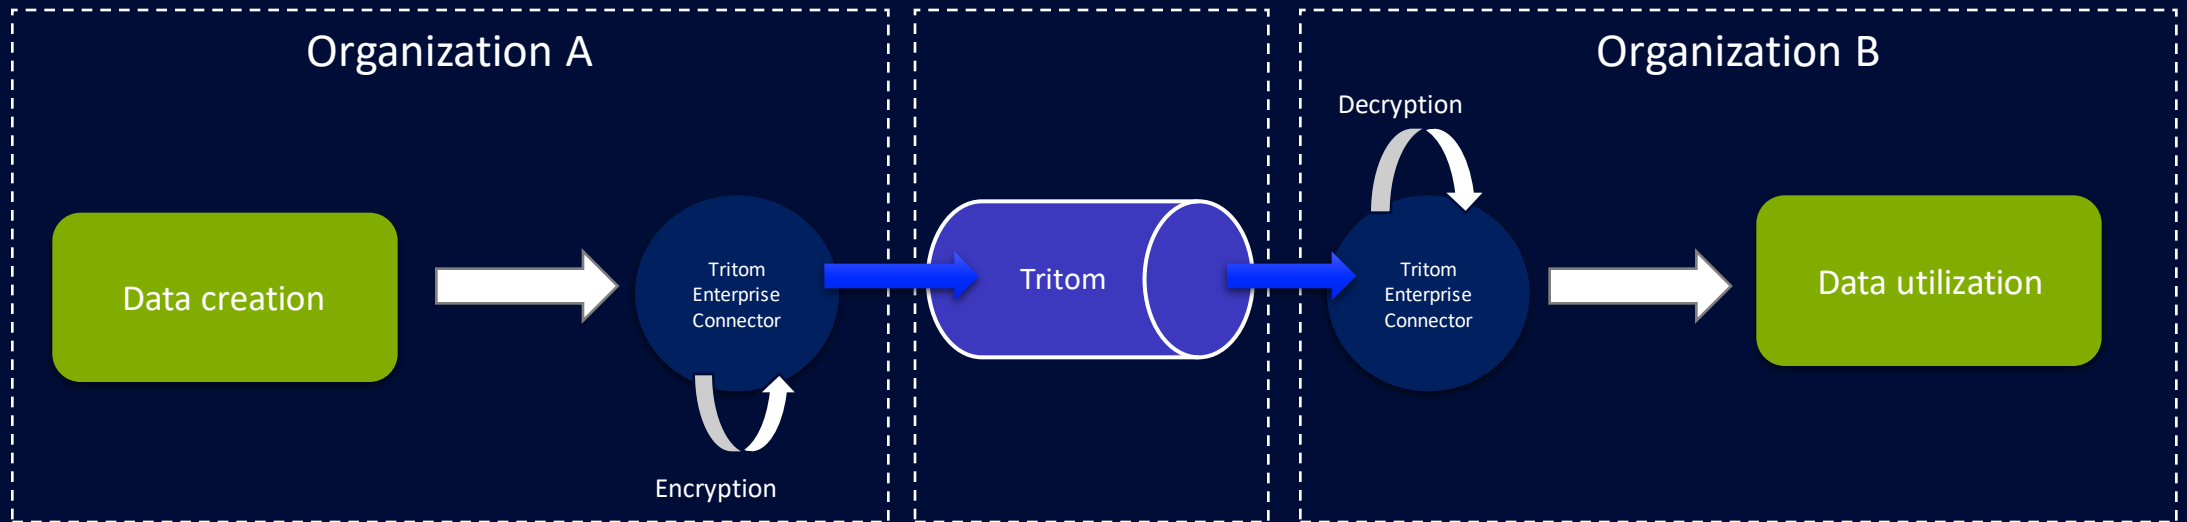 Organization A
Data creation
Tritom
Enterprise
Connector
Encryption
Tritom
Organization B
Decryption
Tritom
Enterprise
Connector
Data utilization